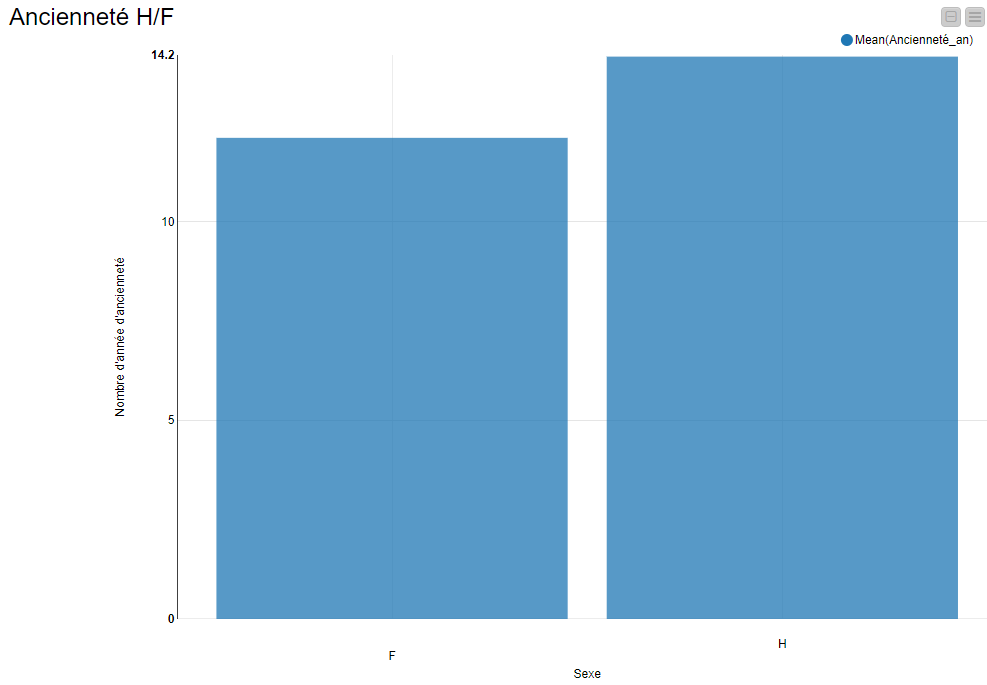 Ancienneté H/F
Mean(Ancienneté_an)
14.2
10
5
0
Nombre d'année d'ancienneté
F
H
Sexe